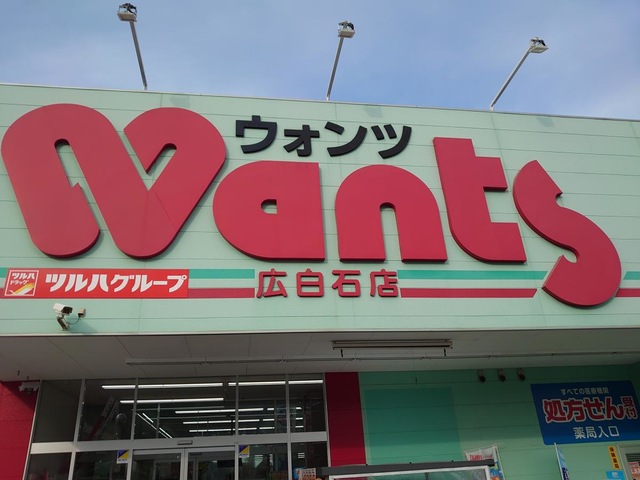 ウォンツ
Wants
ツルハドラッグ
ツルハグループ
広白石店
すべての医療機関
処方せん受付
薬局入口